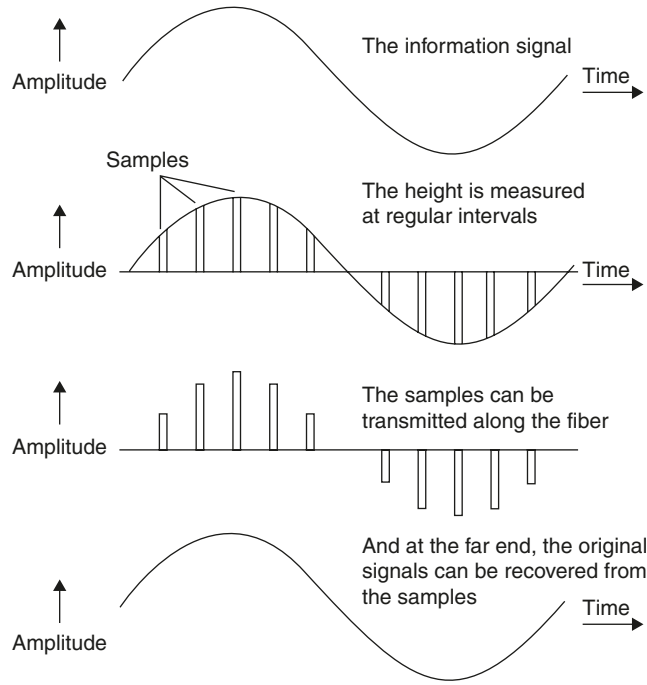 The information signal
Amplitude
Time
Samples
The height is measured
at regular intervals
Amplitude
Time
The samples can be
transmitted along the fiber
Amplitude
And at the far end, the original
signals can be recovered from
the samples
Time
Amplitude